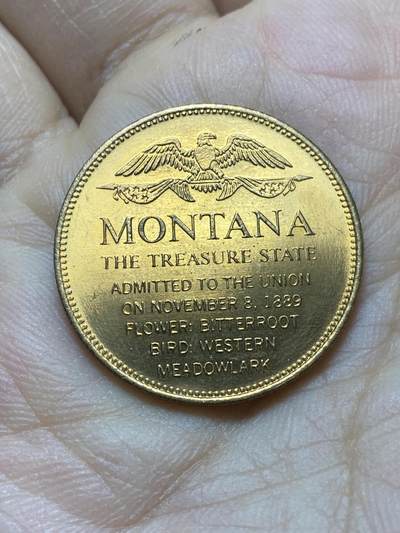 MONTANA
THE TREASURE STATE
ADMITTED TO THE UNION
ON NOVEMBER 8, 1889
FLOWER: BITTERROOT
BIRD: WESTERN
MEADOWLARK